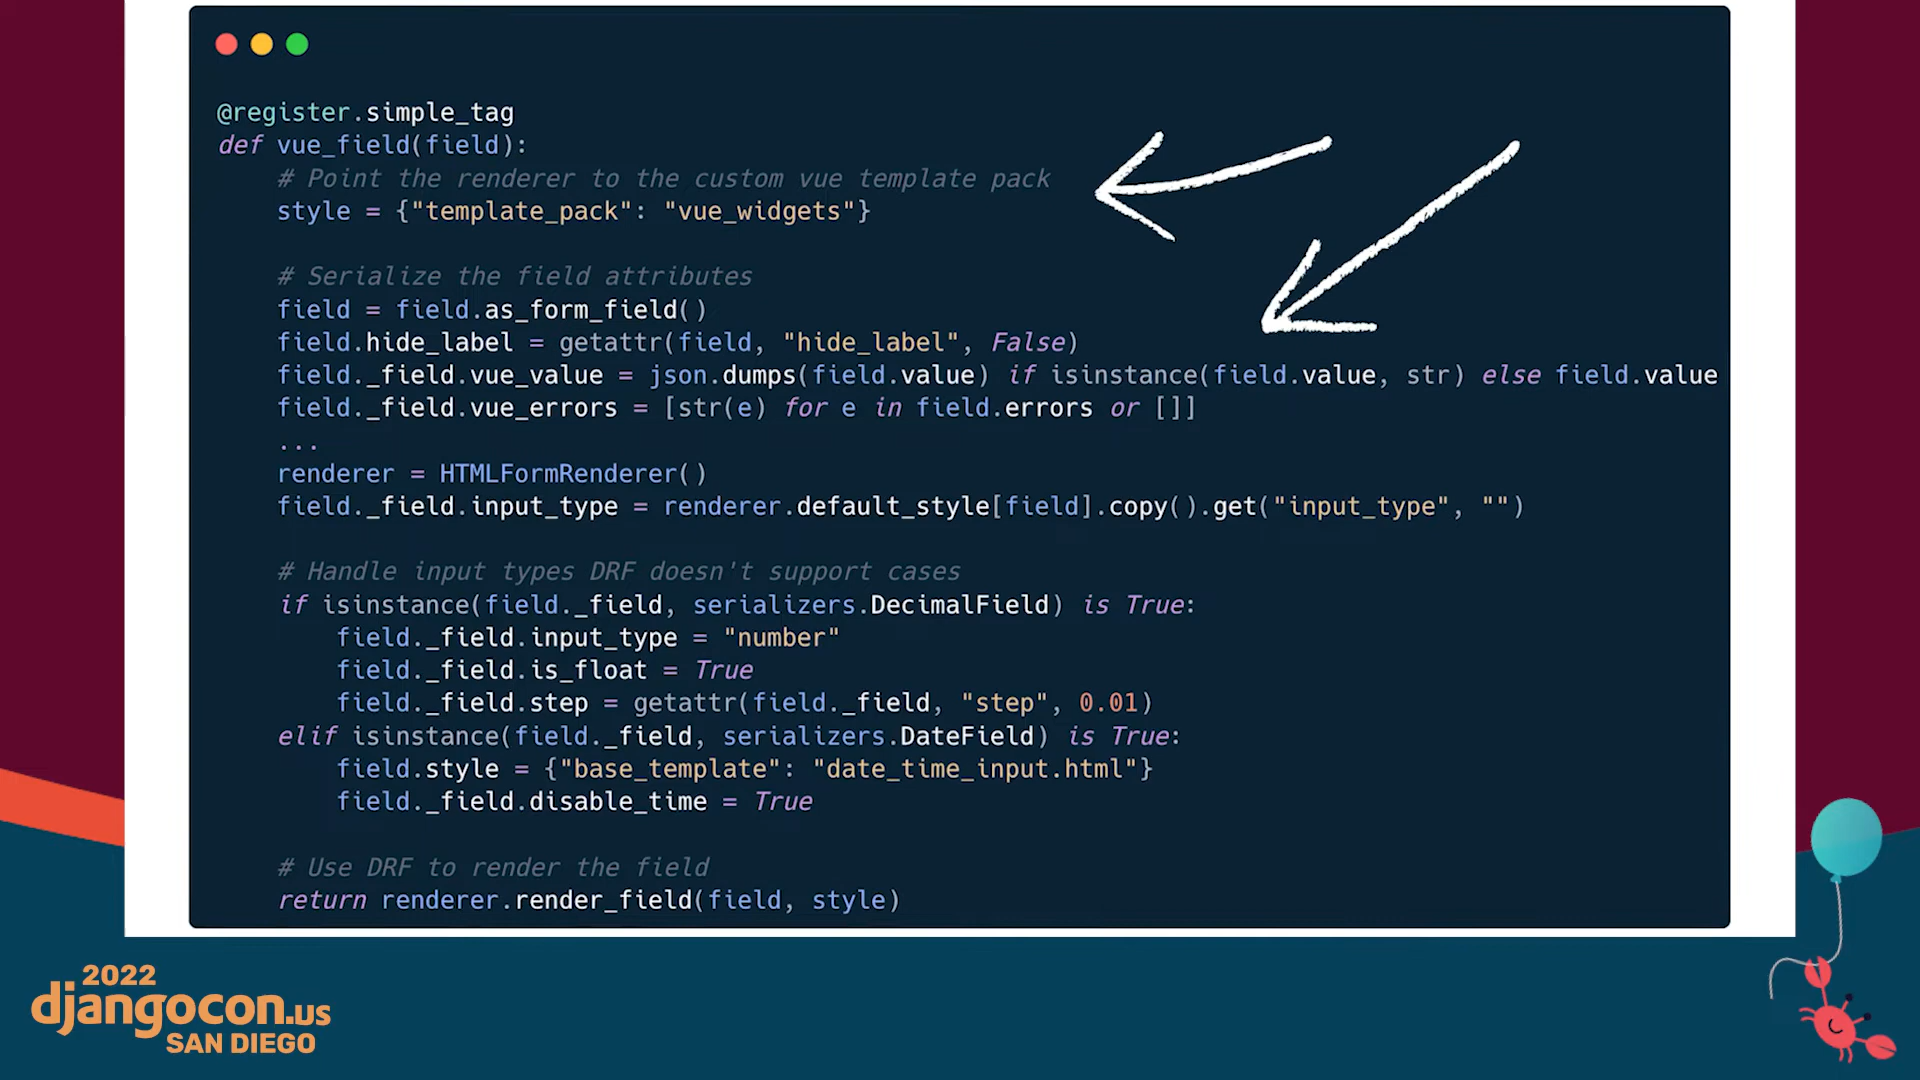 @register.simple_tag
def vue_field(field):
    # Point the renderer to the custom vue template pack
    style = {"template_pack": "vue_widgets"}

    # Serialize the field attributes
    field = field.as_form_field()
    field.hide_label = getattr(field, "hide_label", False)
    field._field.vue_value = json.dumps(field.value) if isinstance(field.value, str) else field.value
    field._field.vue_errors = [str(e) for e in field.errors or []]
    ...
    renderer = HTMLFormRenderer()
    field._field.input_type = renderer.default_style[field].copy().get("input_type", "")

    # Handle input types DRF doesn't support cases
    if isinstance(field._field, serializers.DecimalField) is True:
        field._field.input_type = "number"
        field._field.is_float = True
        field._field.step = getattr(field._field, "step", 0.01)
    elif isinstance(field._field, serializers.DateField) is True:
        field.style = {"base_template": "date_time_input.html"}
        field._field.disable_time = True

    # Use DRF to render the field
    return renderer.render_field(field, style)
2022
djangocon.us
SAN DIEGO